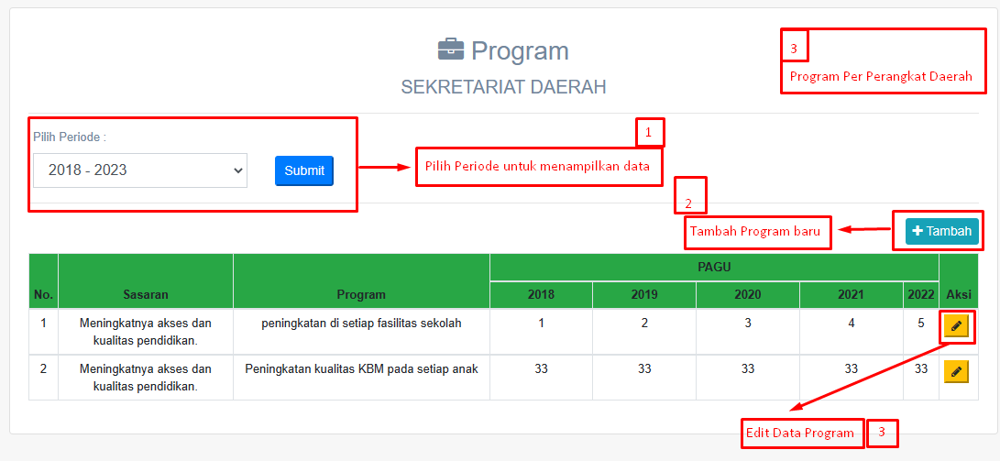 Program
SEKRETARIAT DAERAH
3
Program Per Perangkat Daerah
Pilih Periode :
2018 - 2023
Submit
1
Pilih Periode untuk menampilkan data
2
Tambah Program baru
+ Tambah
No. Sasaran Program PAGU Aksi
2018 2019 2020 2021 2022
1 Meningkatnya akses dan peningkatan di setiap fasilitas sekolah 1 2 3 4 5
kualitas pendidikan.
2 Meningkatnya akses dan Peningkatan kualitas KBM pada setiap anak 33 33 33 33 33
kualitas pendidikan.
Edit Data Program
3